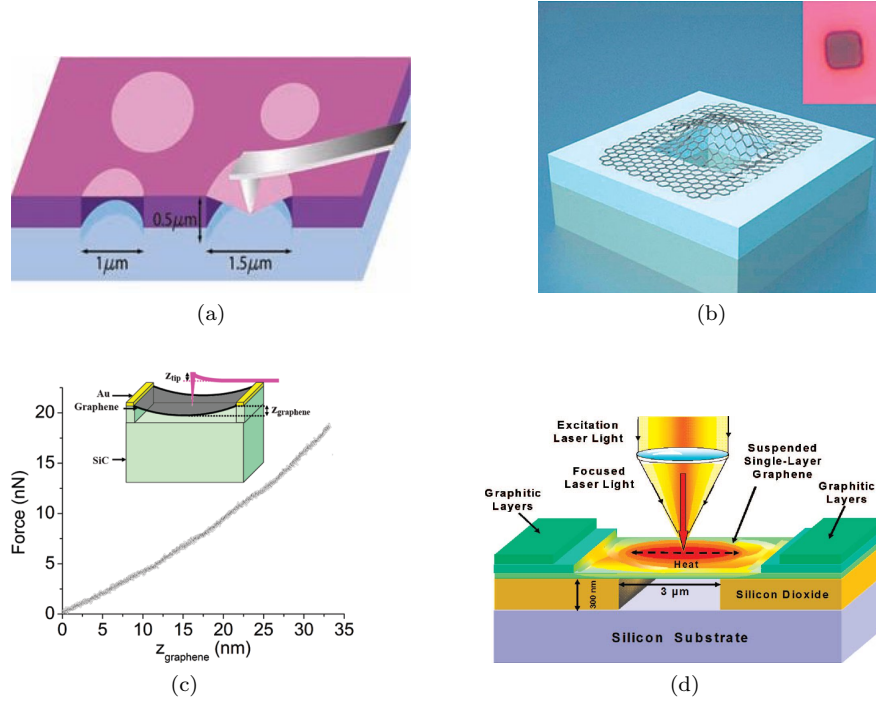 0.5μm
1μm
1.5μm
(a)
(b)
z_tip
Au
Graphene
z_graphene
SiC
Force (nN)
20
15
10
5
0
0 5 10 15 20 25 30 35
z_graphene (nm)
(c)
Excitation
Laser Light
Focused
Laser Light
Suspended
Single-Layer
Graphene
Graphitic
Layers
Graphitic
Layers
Heat
300 nm
3 μm
Silicon Dioxide
Silicon Substrate
(d)